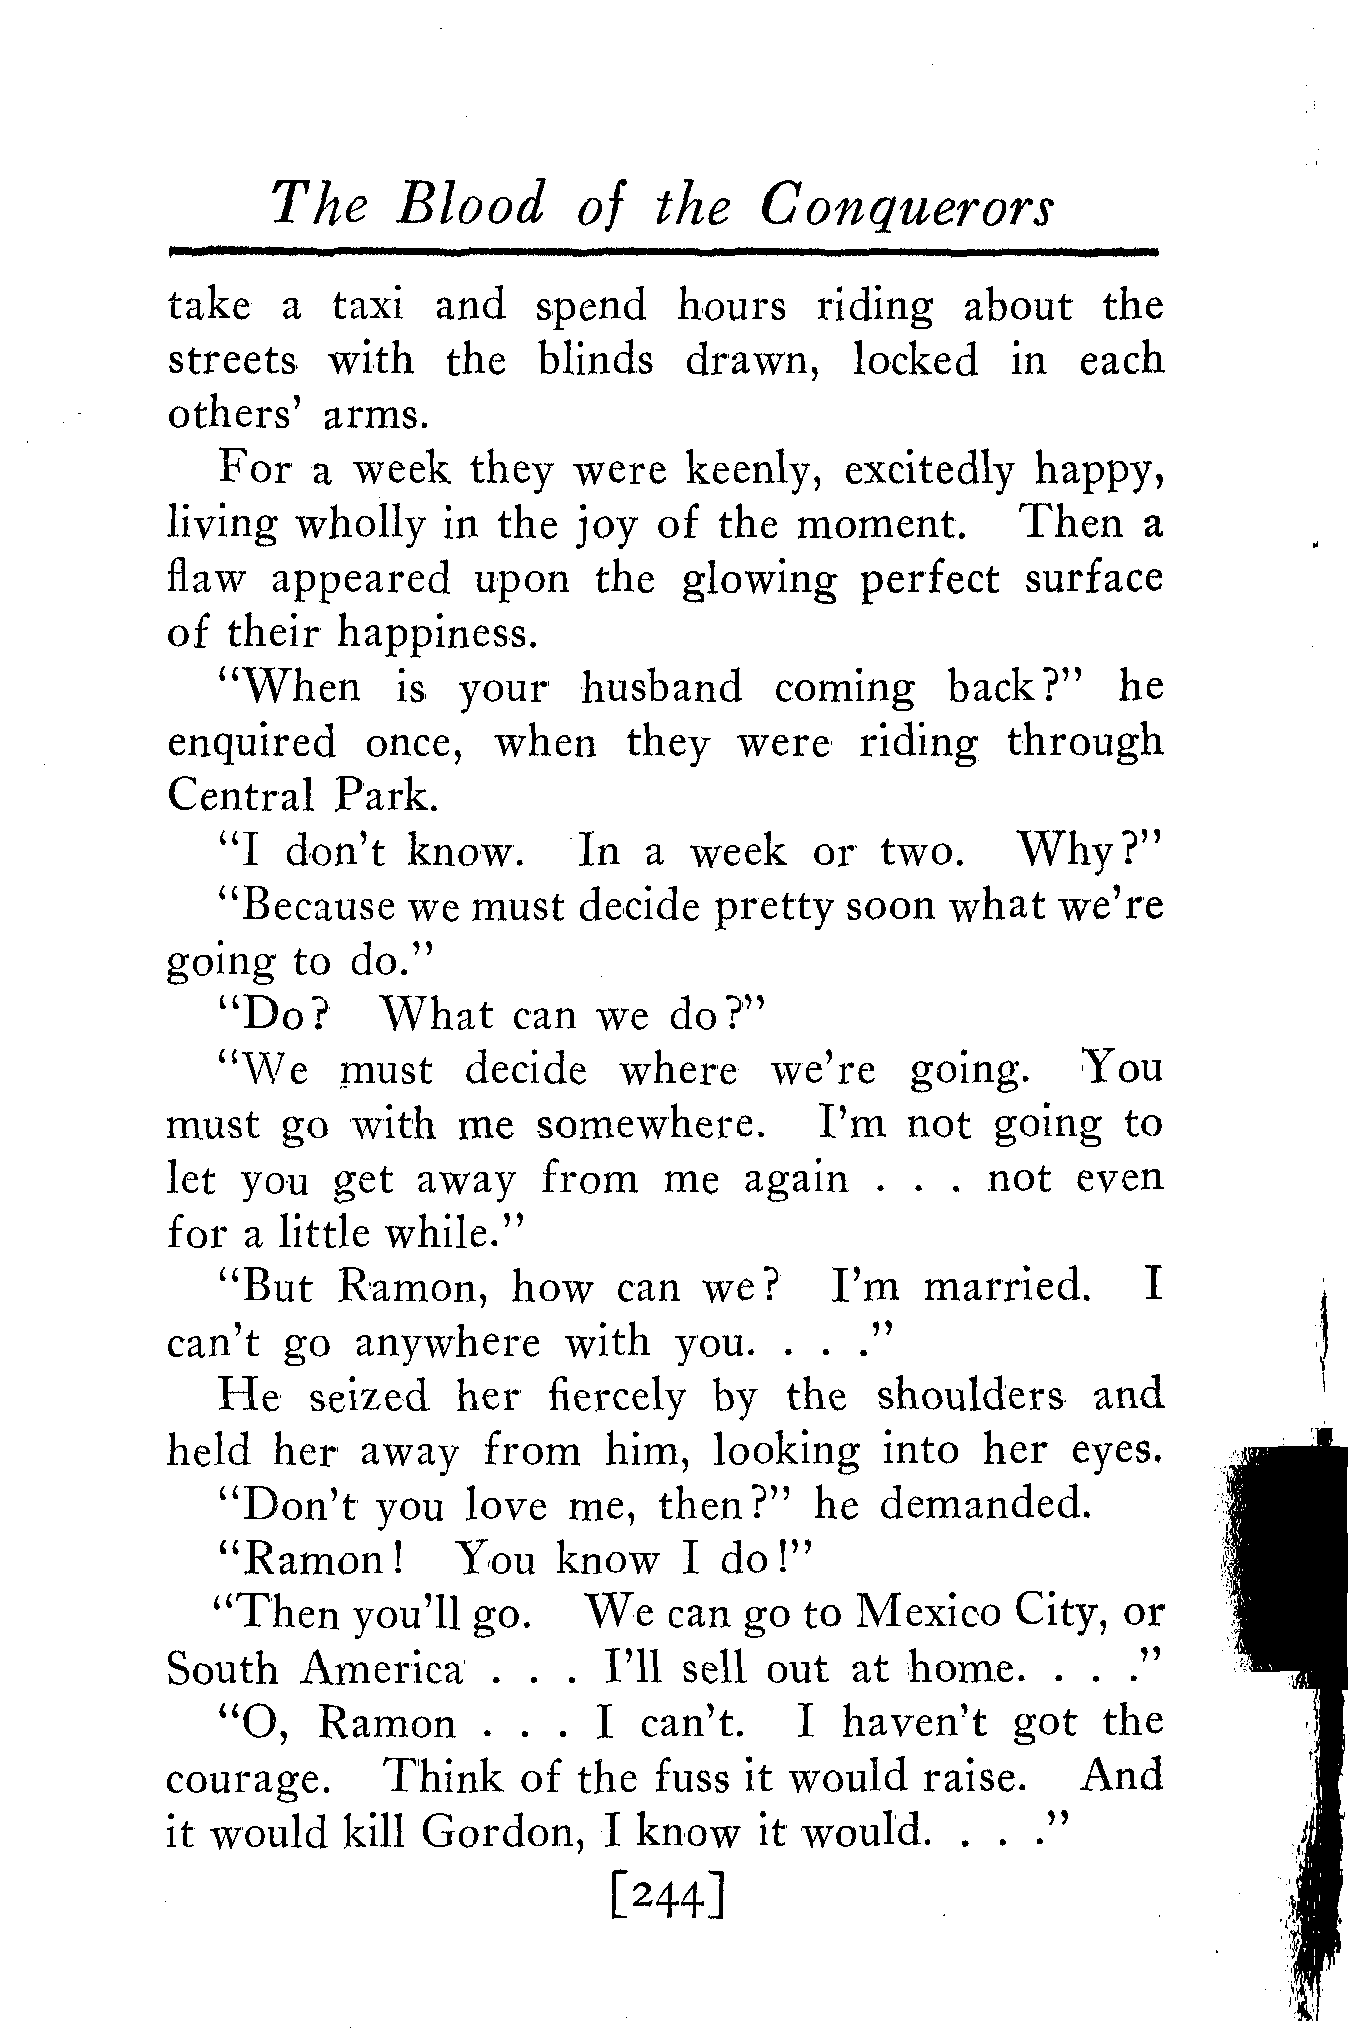 The Blood of the Conquerors
take a taxi and spend hours riding about the
streets with the blinds drawn, locked in each
others' arms.
For a week they were keenly, excitedly happy,
living wholly in the joy of the moment. Then a
flaw appeared upon the glowing perfect surface
of their happiness.
"When is your husband coming back?" he
enquired once, when they were riding through
Central Park.
"I don't know. In a week or two. Why?"
"Because we must decide pretty soon what we're
going to do."
"Do? What can we do?"
"We must decide where we're going. You
must go with me somewhere. I'm not going to
let you get away from me again . . . not even
for a little while."
"But Ramon, how can we? I'm married. I
can't go anywhere with you. . . ."
He seized her fiercely by the shoulders and
held her away from him, looking into her eyes.
"Don't you love me, then?" he demanded.
"Ramon! You know I do!"
"Then you'll go. We can go to Mexico City, or
South America . . . I'll sell out at home. . . ."
"O, Ramon . . . I can't. I haven't got the
courage. Think of the fuss it would raise. And
it would kill Gordon, I know it would. . . ."
[244]